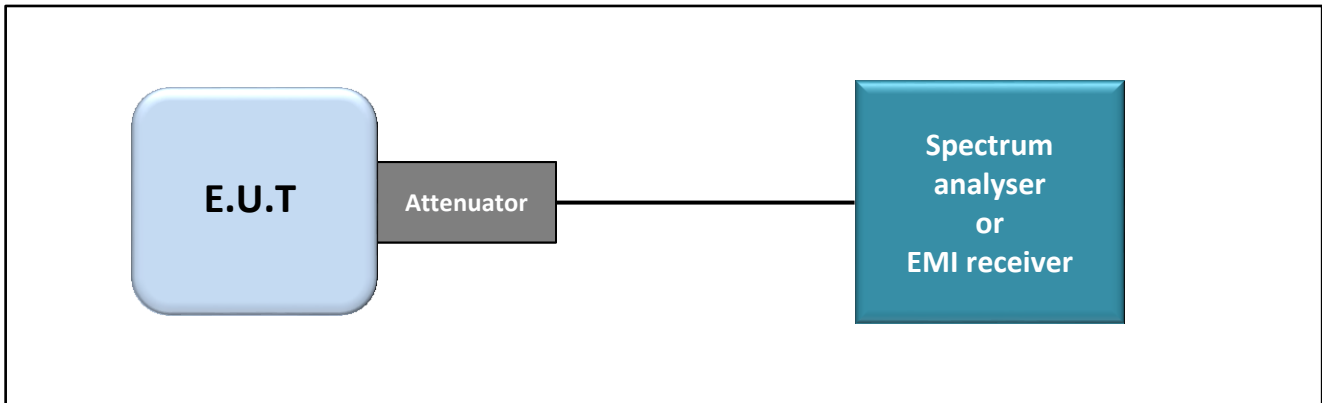 E.U.T
Attenuator
Spectrum
analyser
or
EMI receiver